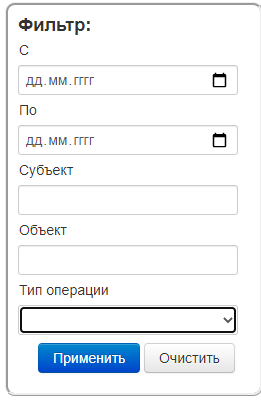 Фильтр:
С
дд.мм.гггг
По
дд.мм.гггг
Субъект
Объект
Тип операции
Применить Очистить